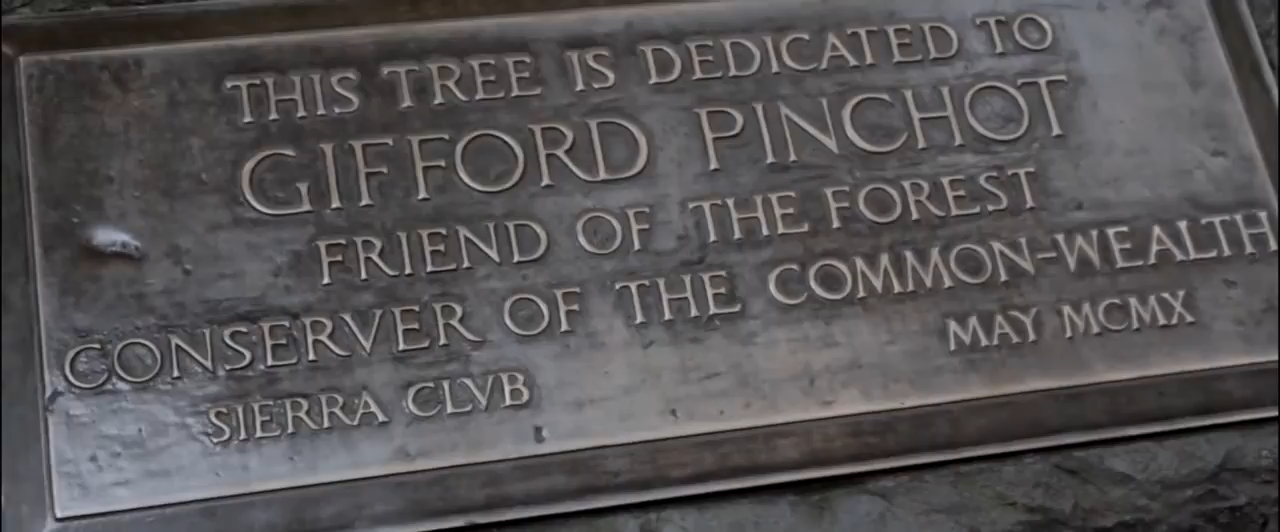 THIS TREE IS DEDICATED TO
GIFFORD PINCHOT
FRIEND OF THE FOREST
CONSERVER OF THE COMMON-WEALTH
SIERRA CLVB
MAY MCMX